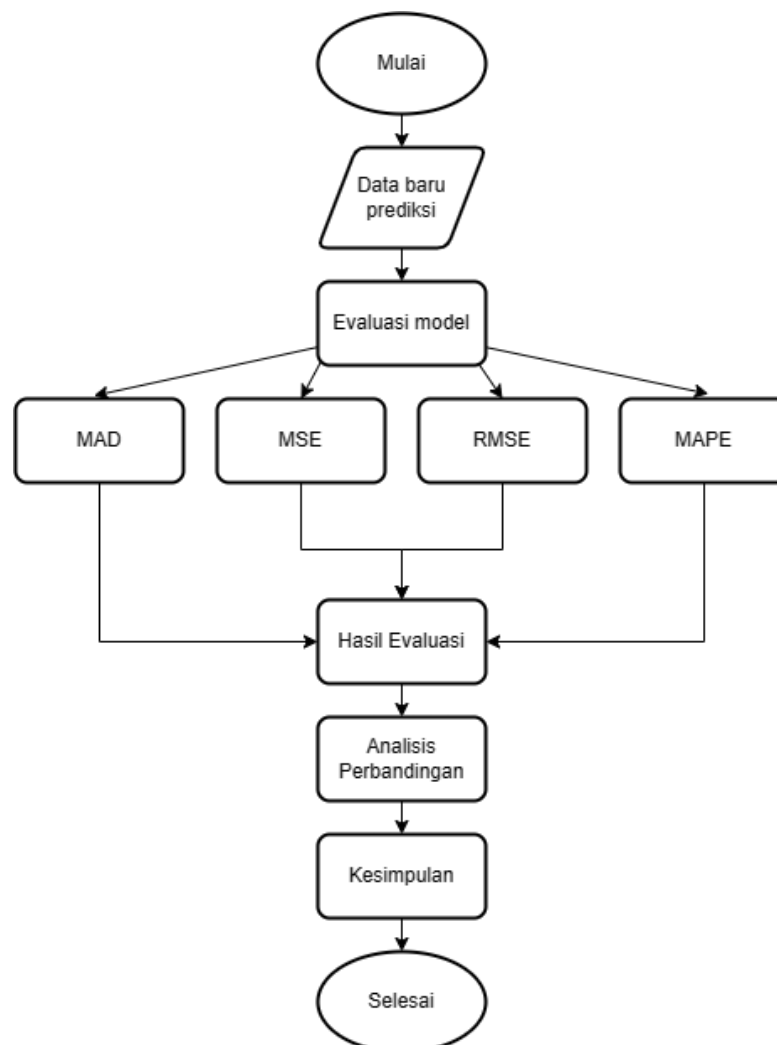 Mulai
Data baru
prediksi
Evaluasi model
MAD
MSE
RMSE
MAPE
Hasil Evaluasi
Analisis
Perbandingan
Kesimpulan
Selesai